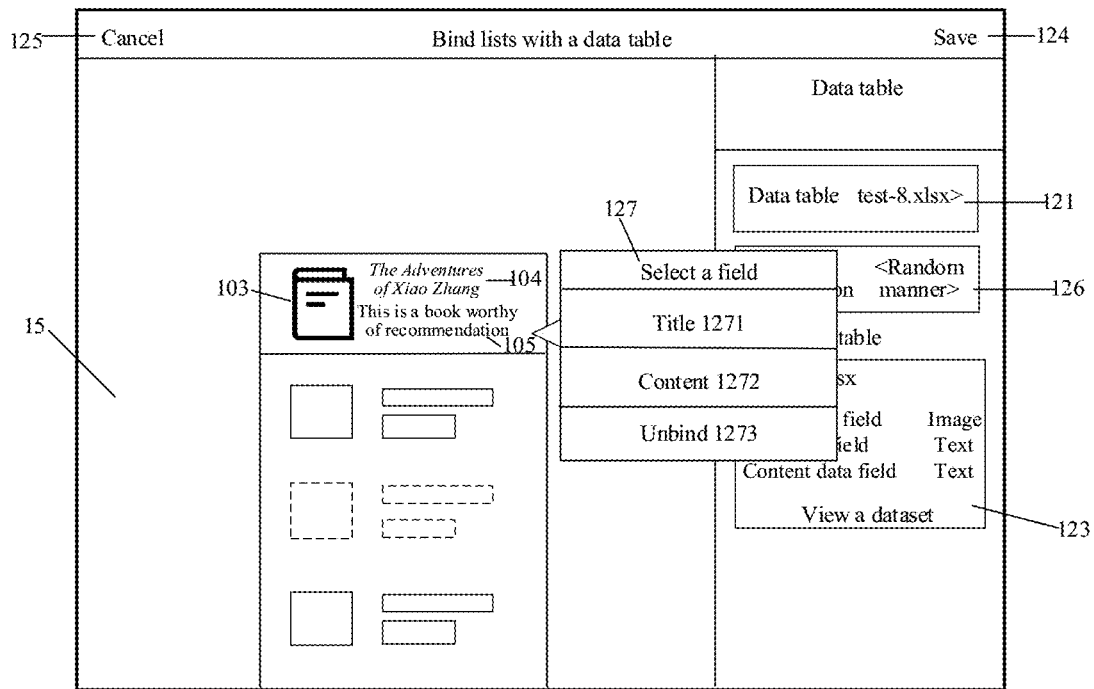 125 Cancel Bind lists with a data table Save 124
Data table
Data table test-8.xlsx> 121
127
Select a field
<Random
on manner> 126
103
The Adventures
of Xiao Zhang 104
This is a book worthy
of recommendation
105
Title 1271
table
15
Content 1272
sx
field Image
Unbind 1273
ield Text
Content data field Text
View a dataset
123